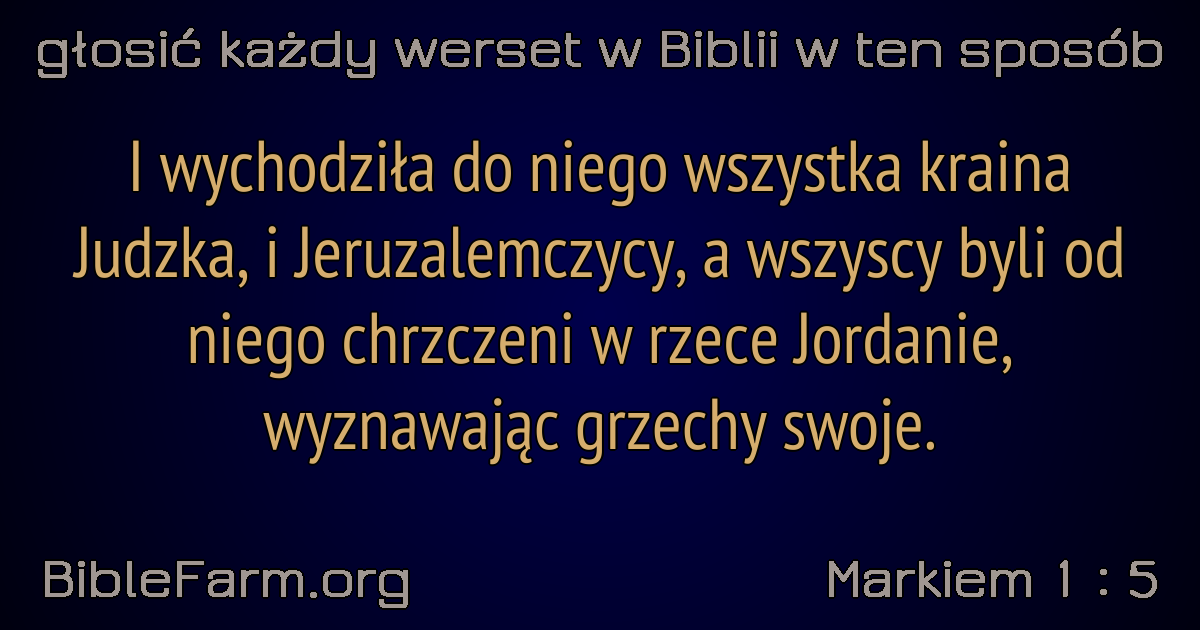 głosić każdy werset w Biblii w ten sposób
I wychodziła do niego wszystka kraina
Judzka, i Jeruzalemczycy, a wszyscy byli od
niego chrzczeni w rzece Jordanie,
wyznawając grzechy swoje.
BibleFarm.org
Markiem 1 : 5